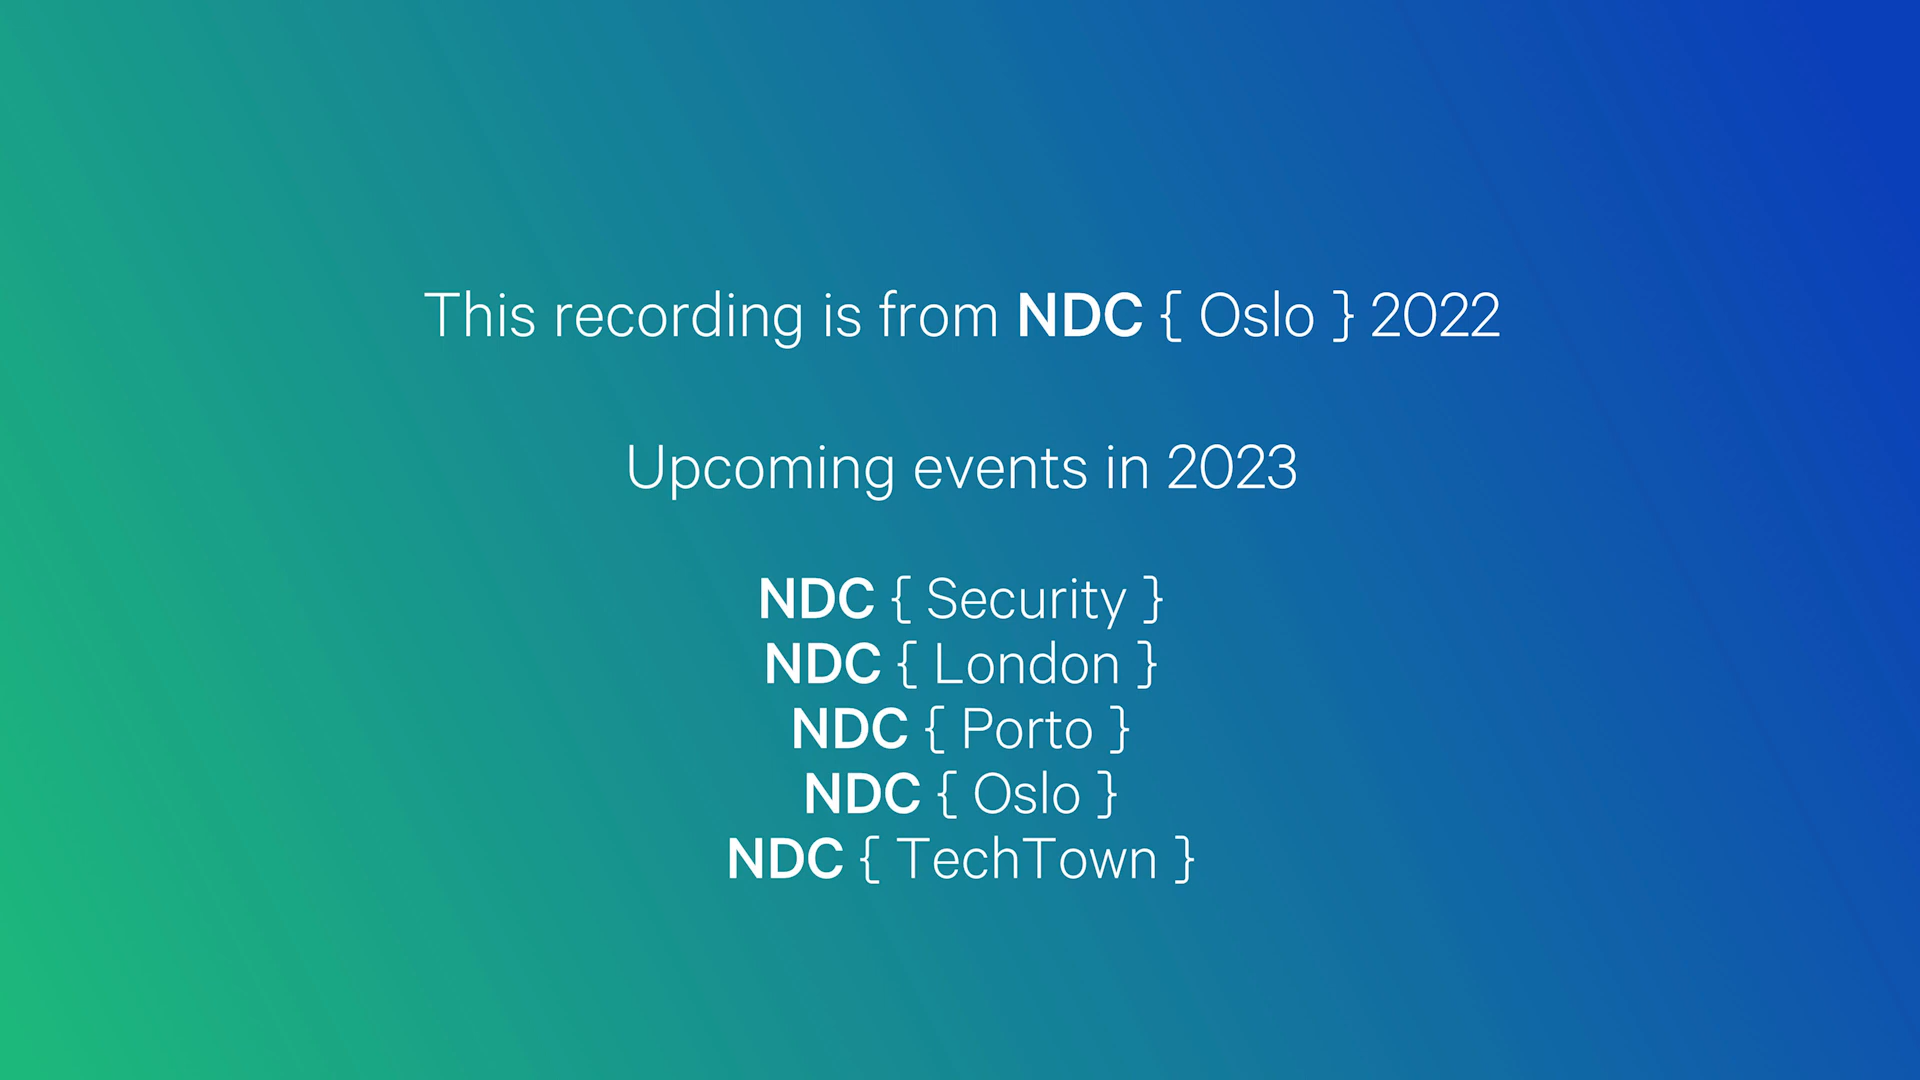 This recording is from NDC { Oslo } 2022
Upcoming events in 2023
NDC { Security }
NDC { London }
NDC { Porto }
NDC { Oslo }
NDC { TechTown }